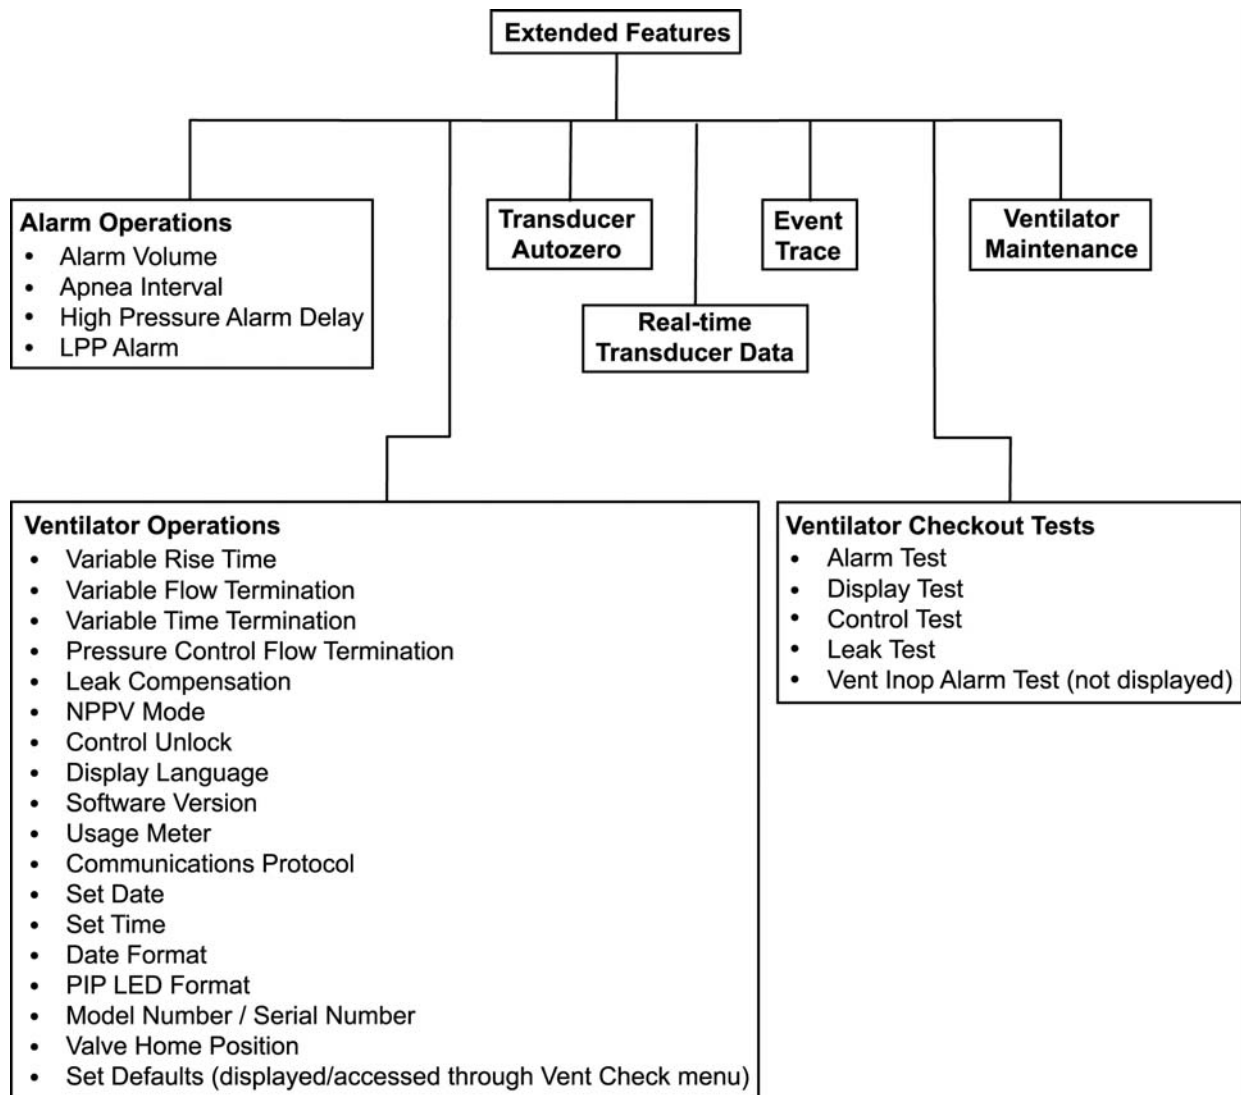 Extended Features
Alarm Operations
• Alarm Volume
• Apnea Interval
• High Pressure Alarm Delay
• LPP Alarm
Transducer
Autozero
Real-time
Transducer Data
Event
Trace
Ventilator
Maintenance
Ventilator Operations
• Variable Rise Time
• Variable Flow Termination
• Variable Time Termination
• Pressure Control Flow Termination
• Leak Compensation
• NPPV Mode
• Control Unlock
• Display Language
• Software Version
• Usage Meter
• Communications Protocol
• Set Date
• Set Time
• Date Format
• PIP LED Format
• Model Number / Serial Number
• Valve Home Position
• Set Defaults (displayed/accessed through Vent Check menu)
Ventilator Checkout Tests
• Alarm Test
• Display Test
• Control Test
• Leak Test
• Vent Inop Alarm Test (not displayed)